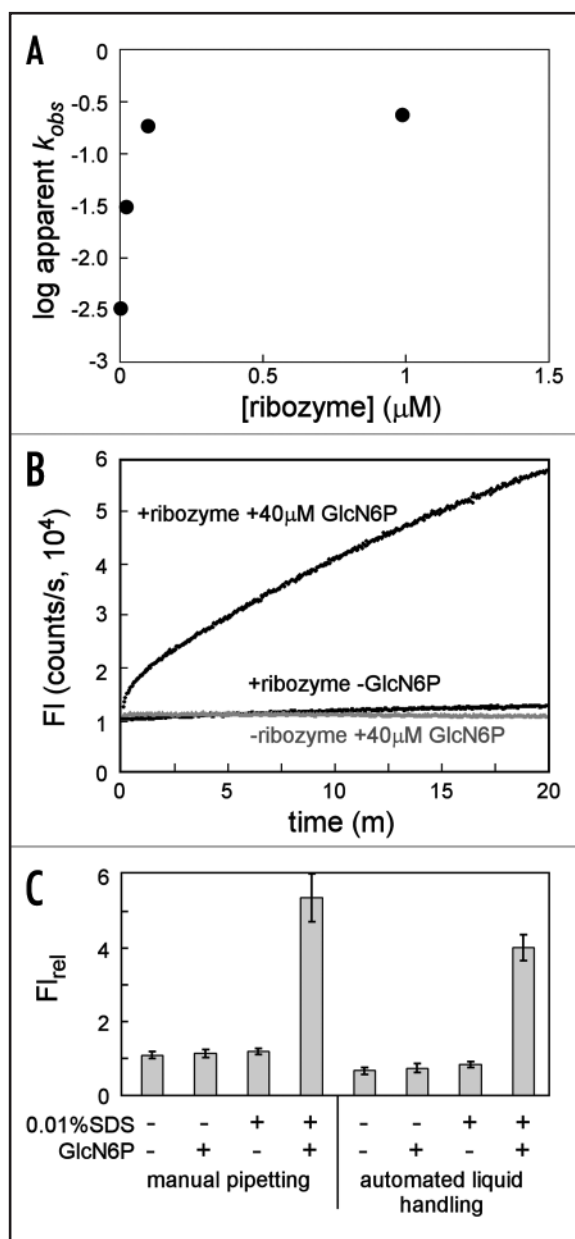 A
0
-0.5
-1.0
-1.5
-2.0
-2.5
-3
log apparent k_obs
0 0.5 1 1.5
[ribozyme] (μM)
B
6
5
4
3
2
1
0
FI (counts/s, 10⁴)
+ribozyme +40μM GlcN6P
+ribozyme -GlcN6P
-ribozyme +40μM GlcN6P
0 5 10 15 20
time (m)
C
6
4
2
0
FI_rel
0.01%SDS - - + + - - + +
GlcN6P - + - + - + - +
manual pipetting
automated liquid
handling